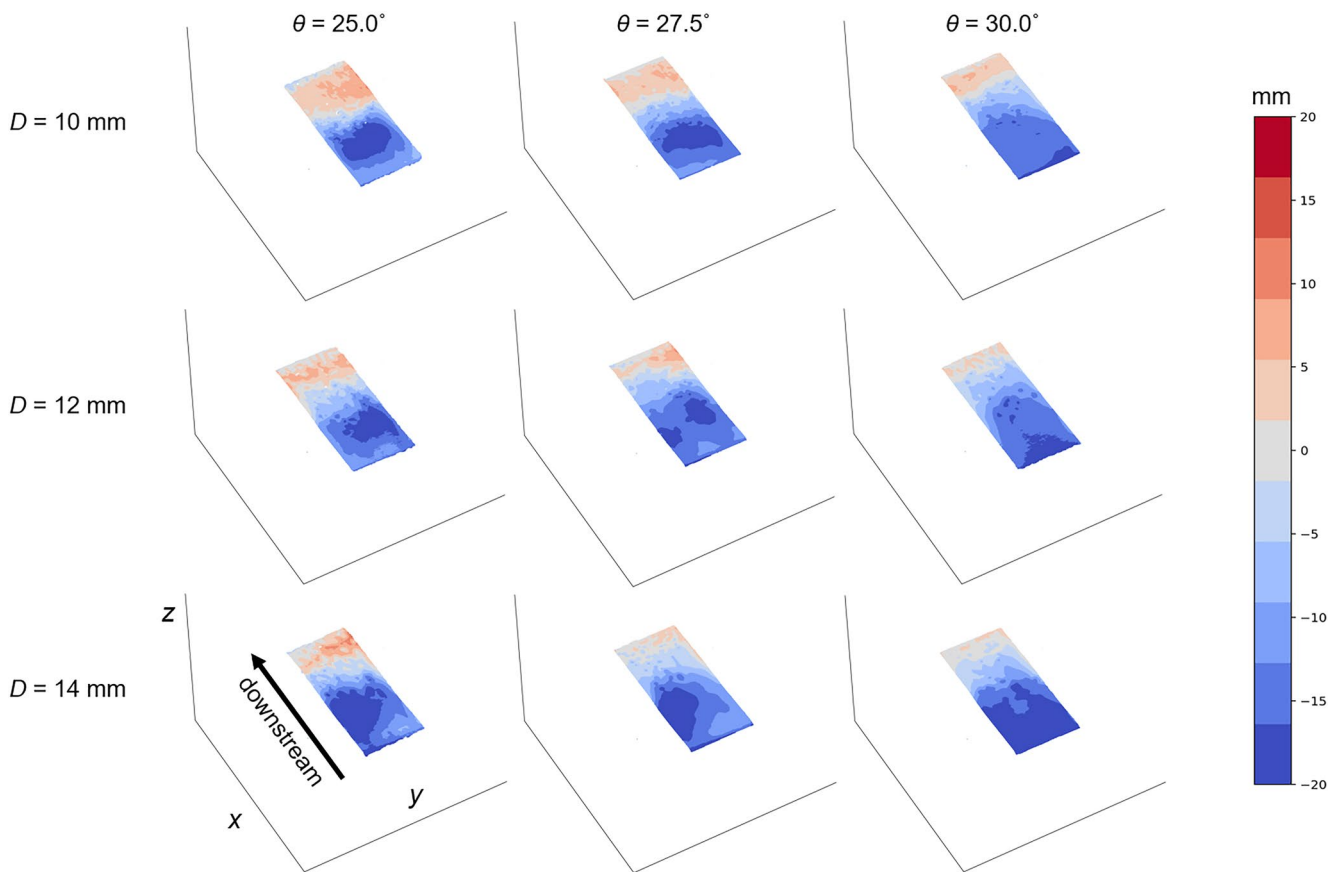 θ = 25.0°
θ = 27.5°
θ = 30.0°
mm
D = 10 mm
D = 12 mm
D = 14 mm
z
downstream
x
y
20
15
10
5
0
−5
−10
−15
−20